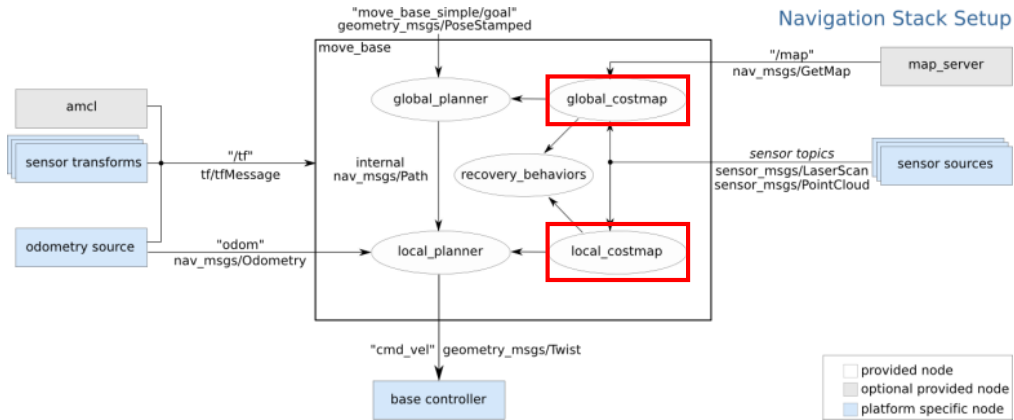 Navigation Stack Setup
"move_base_simple/goal"
geometry_msgs/PoseStamped
move_base
"/map"
nav_msgs/GetMap
map_server
global_planner
global_costmap
amcl
sensor transforms
"/tf"
tf/tfMessage
internal
nav_msgs/Path
recovery_behaviors
sensor topics
sensor_msgs/LaserScan
sensor_msgs/PointCloud
sensor sources
odometry source
"odom"
nav_msgs/Odometry
local_planner
local_costmap
"cmd_vel" geometry_msgs/Twist
base controller
provided node
optional provided node
platform specific node